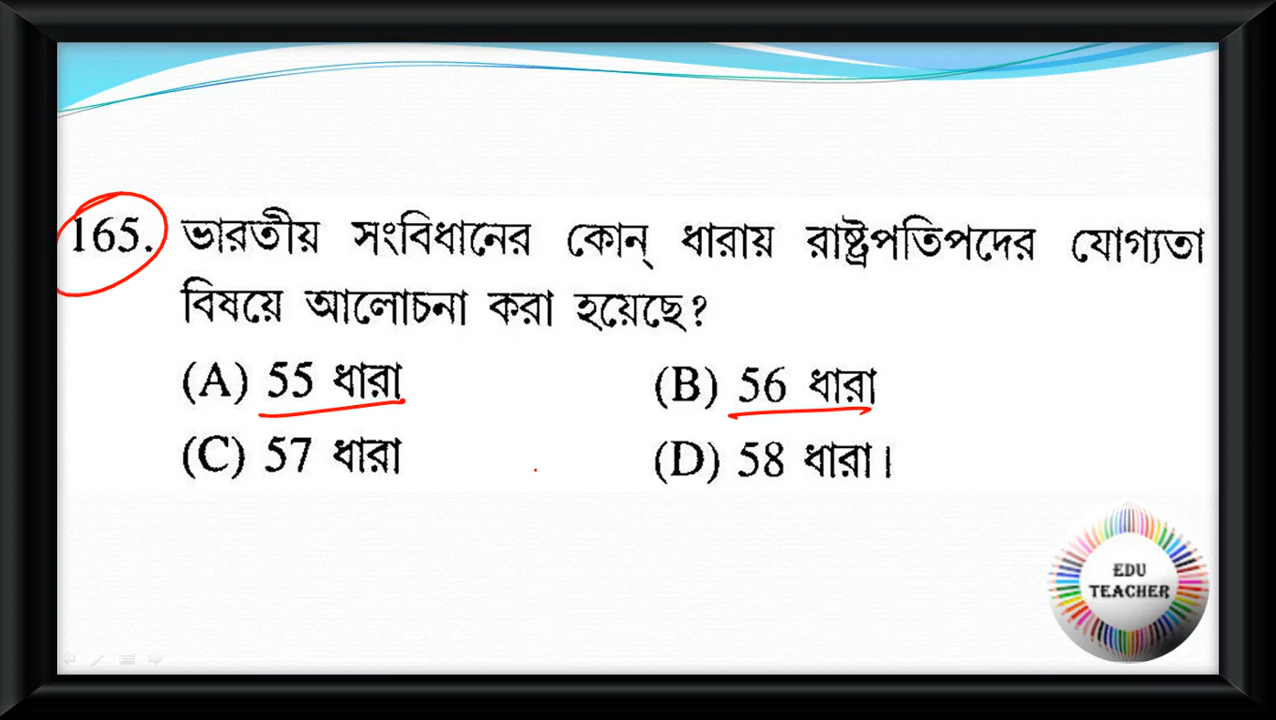 165. ভারতীয় সংবিধানের কোন্ ধারায় রাষ্ট্রপতিপদের যোগ্যতা
বিষয়ে আলোচনা করা হয়েছে?
(A) 55 ধারা (B) 56 ধারা
(C) 57 ধারা (D) 58 ধারা।
EDU
TEACHER